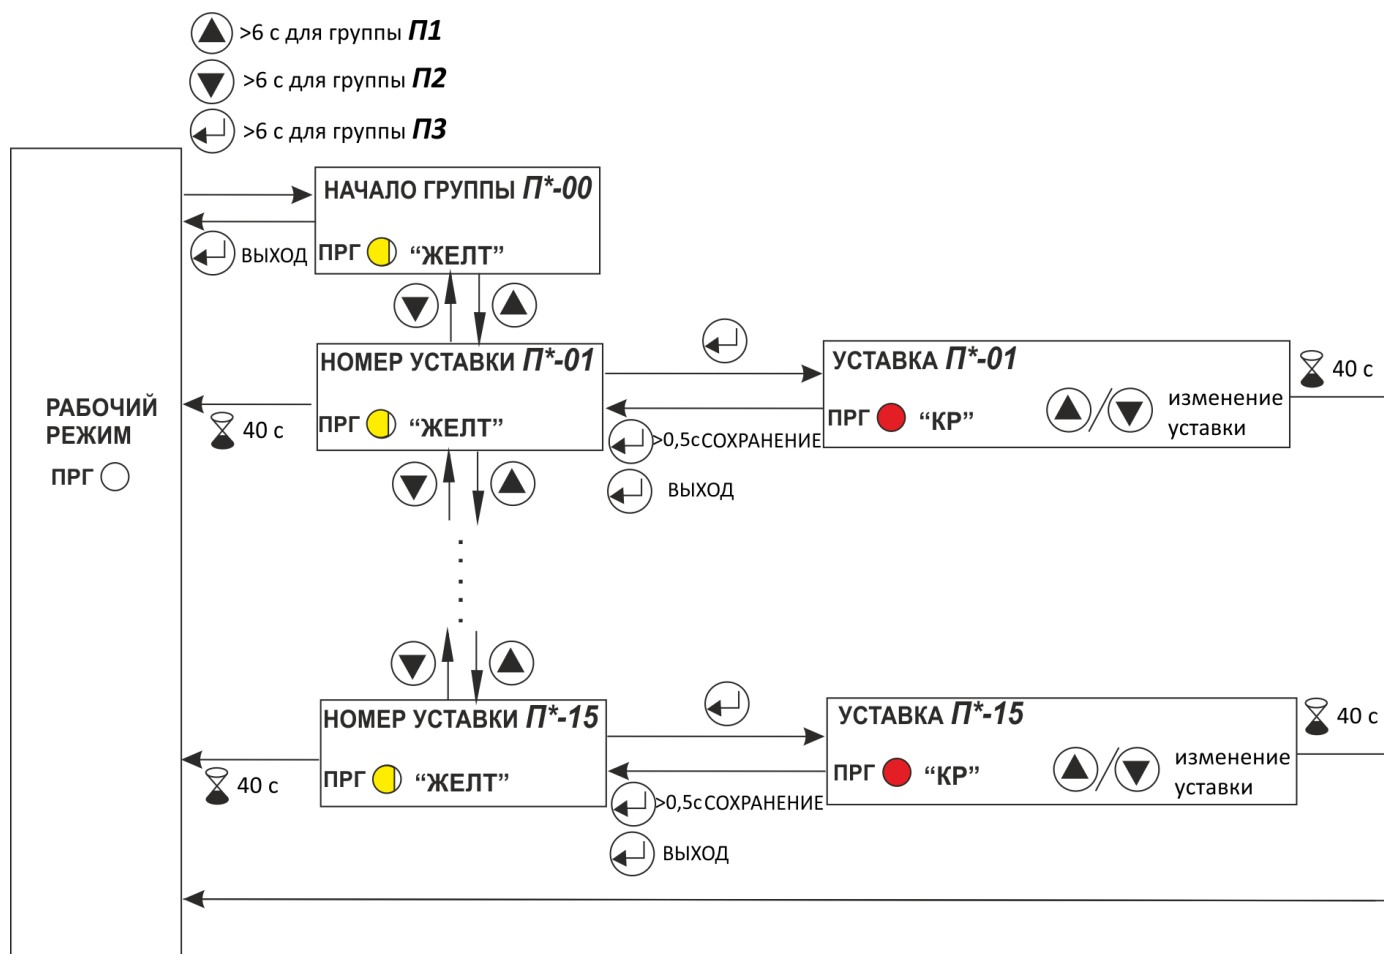 >6 с для группы П1
>6 с для группы П2
>6 с для группы П3
НАЧАЛО ГРУППЫ П*-00
ПРГ “ЖЕЛТ”
ВЫХОД
НОМЕР УСТАВКИ П*-01
ПРГ “ЖЕЛТ”
УСТАВКА П*-01
ПРГ “КР”
изменение
уставки
40 с
РАБОЧИЙ
РЕЖИМ
ПРГ
40 с
>0,5с СОХРАНЕНИЕ
ВЫХОД
НОМЕР УСТАВКИ П*-15
ПРГ “ЖЕЛТ”
УСТАВКА П*-15
ПРГ “КР”
изменение
уставки
40 с
40 с
>0,5с СОХРАНЕНИЕ
ВЫХОД